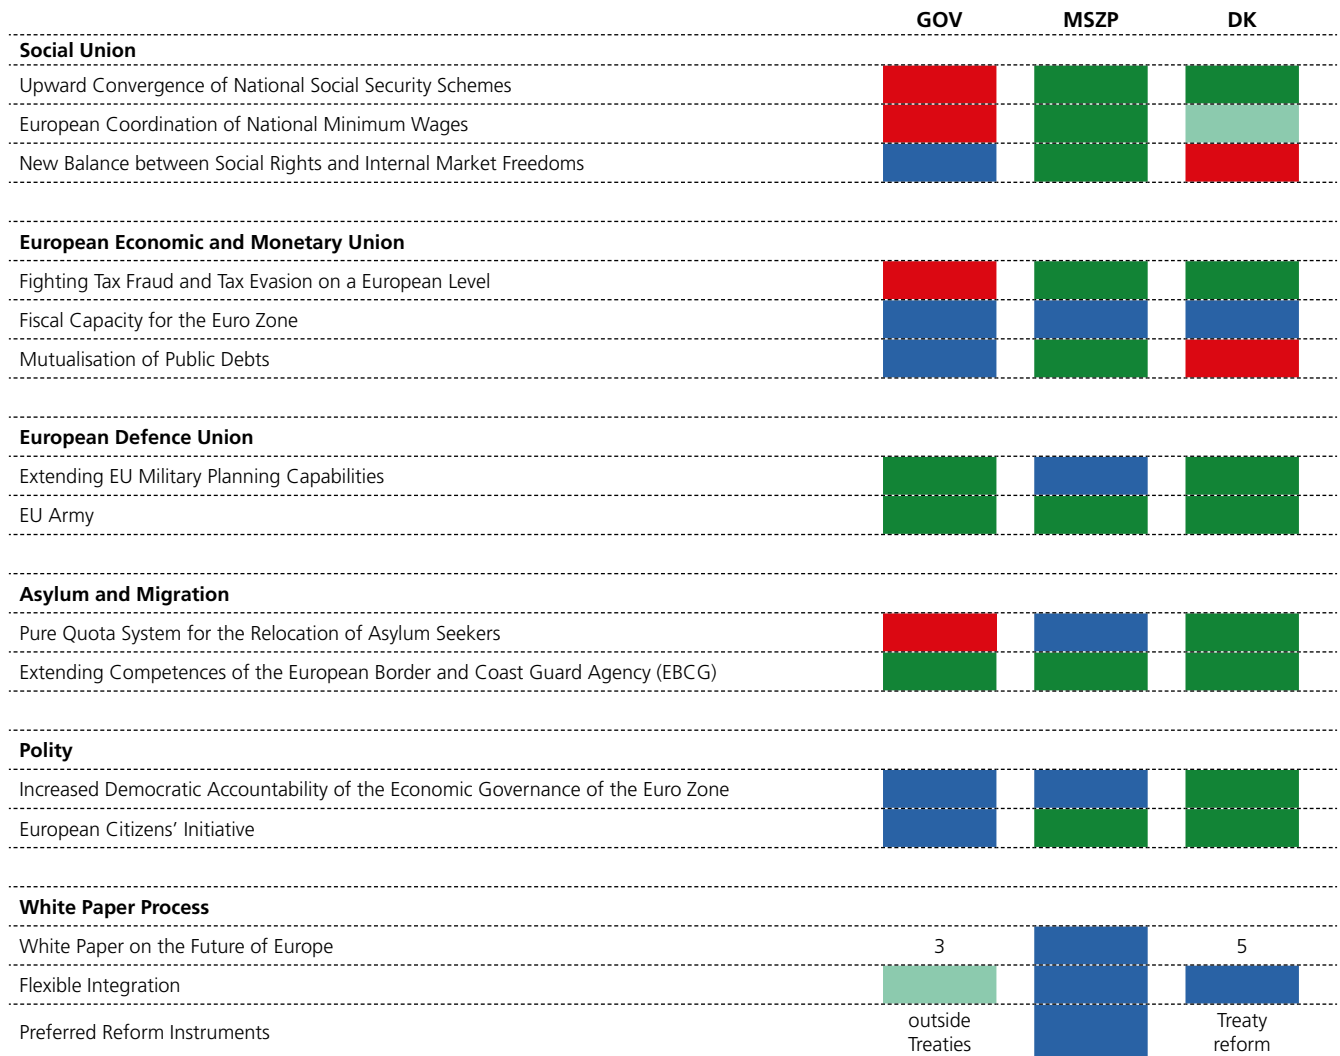 GOV MSZP DK
Social Union
Upward Convergence of National Social Security Schemes
European Coordination of National Minimum Wages
New Balance between Social Rights and Internal Market Freedoms
European Economic and Monetary Union
Fighting Tax Fraud and Tax Evasion on a European Level
Fiscal Capacity for the Euro Zone
Mutualisation of Public Debts
European Defence Union
Extending EU Military Planning Capabilities
EU Army
Asylum and Migration
Pure Quota System for the Relocation of Asylum Seekers
Extending Competences of the European Border and Coast Guard Agency (EBCG)
Polity
Increased Democratic Accountability of the Economic Governance of the Euro Zone
European Citizens’ Initiative
White Paper Process
White Paper on the Future of Europe 3 5
Flexible Integration
Preferred Reform Instruments
outside Treaties
Treaty reform